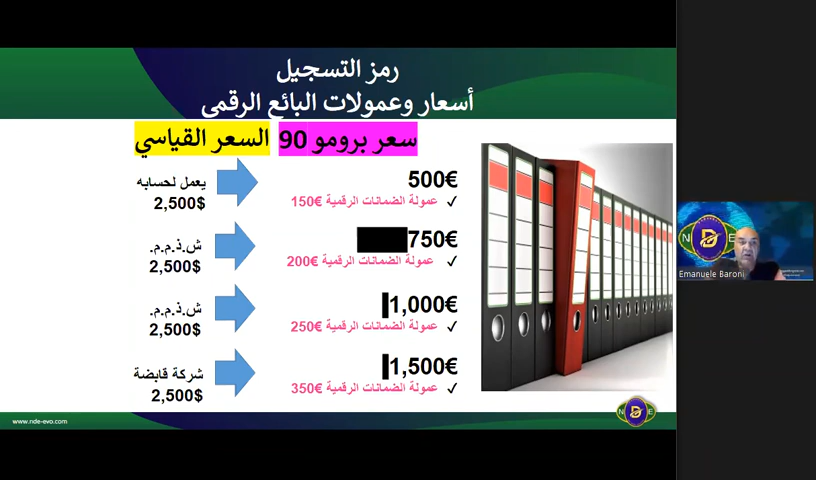 رمز التسجيل
أسعار وعمولات البائع الرقمي
السعر القياسي
سعر برومو 90
يعمل لحسابه
2,500$
500€
✓ عمولة الضمانات الرقمية 150€
ش.ذ.م.م.
2,500$
750€
✓ عمولة الضمانات الرقمية 200€
ش.ذ.م.م.
2,500$
1,000€
✓ عمولة الضمانات الرقمية 250€
شركة قابضة
2,500$
1,500€
✓ عمولة الضمانات الرقمية 350€
www.nde-evo.com
N D E
N D E
Emanuele Baroni